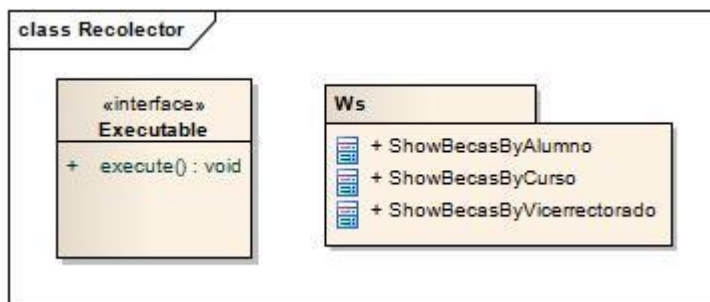 class Recolector
«interface»
Executable
+ execute() : void
Ws
+ ShowBecasByAlumno
+ ShowBecasByCurso
+ ShowBecasByVicerrectorado